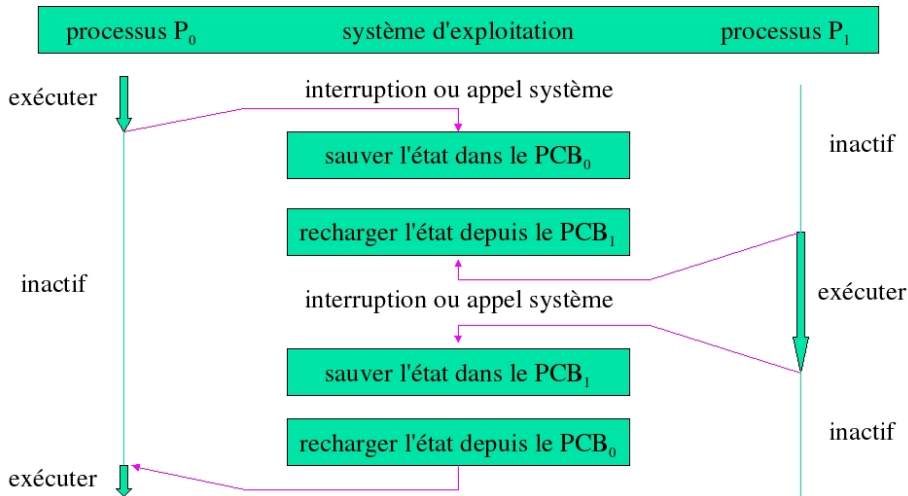 processus P₀ système d'exploitation processus P₁
exécuter
interruption ou appel système
inactif
sauver l'état dans le PCB₀
recharger l'état depuis le PCB₁
inactif
exécuter
interruption ou appel système
sauver l'état dans le PCB₁
recharger l'état depuis le PCB₀
inactif
exécuter